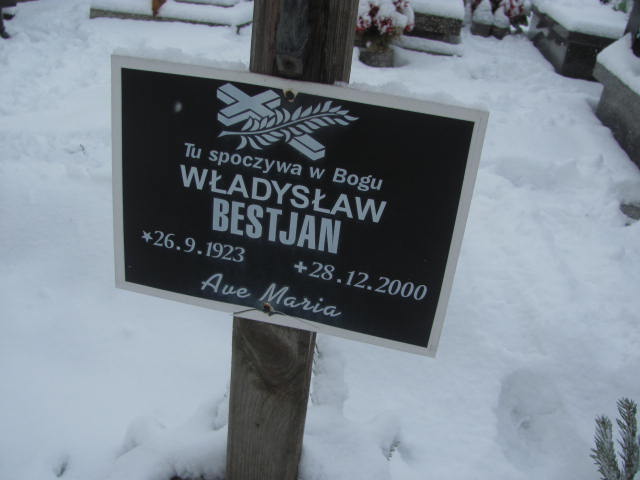 Tu spoczywa w Bogu
WŁADYSŁAW
BESTJAN
*26.9.1923
+28.12.2000
Ave Maria